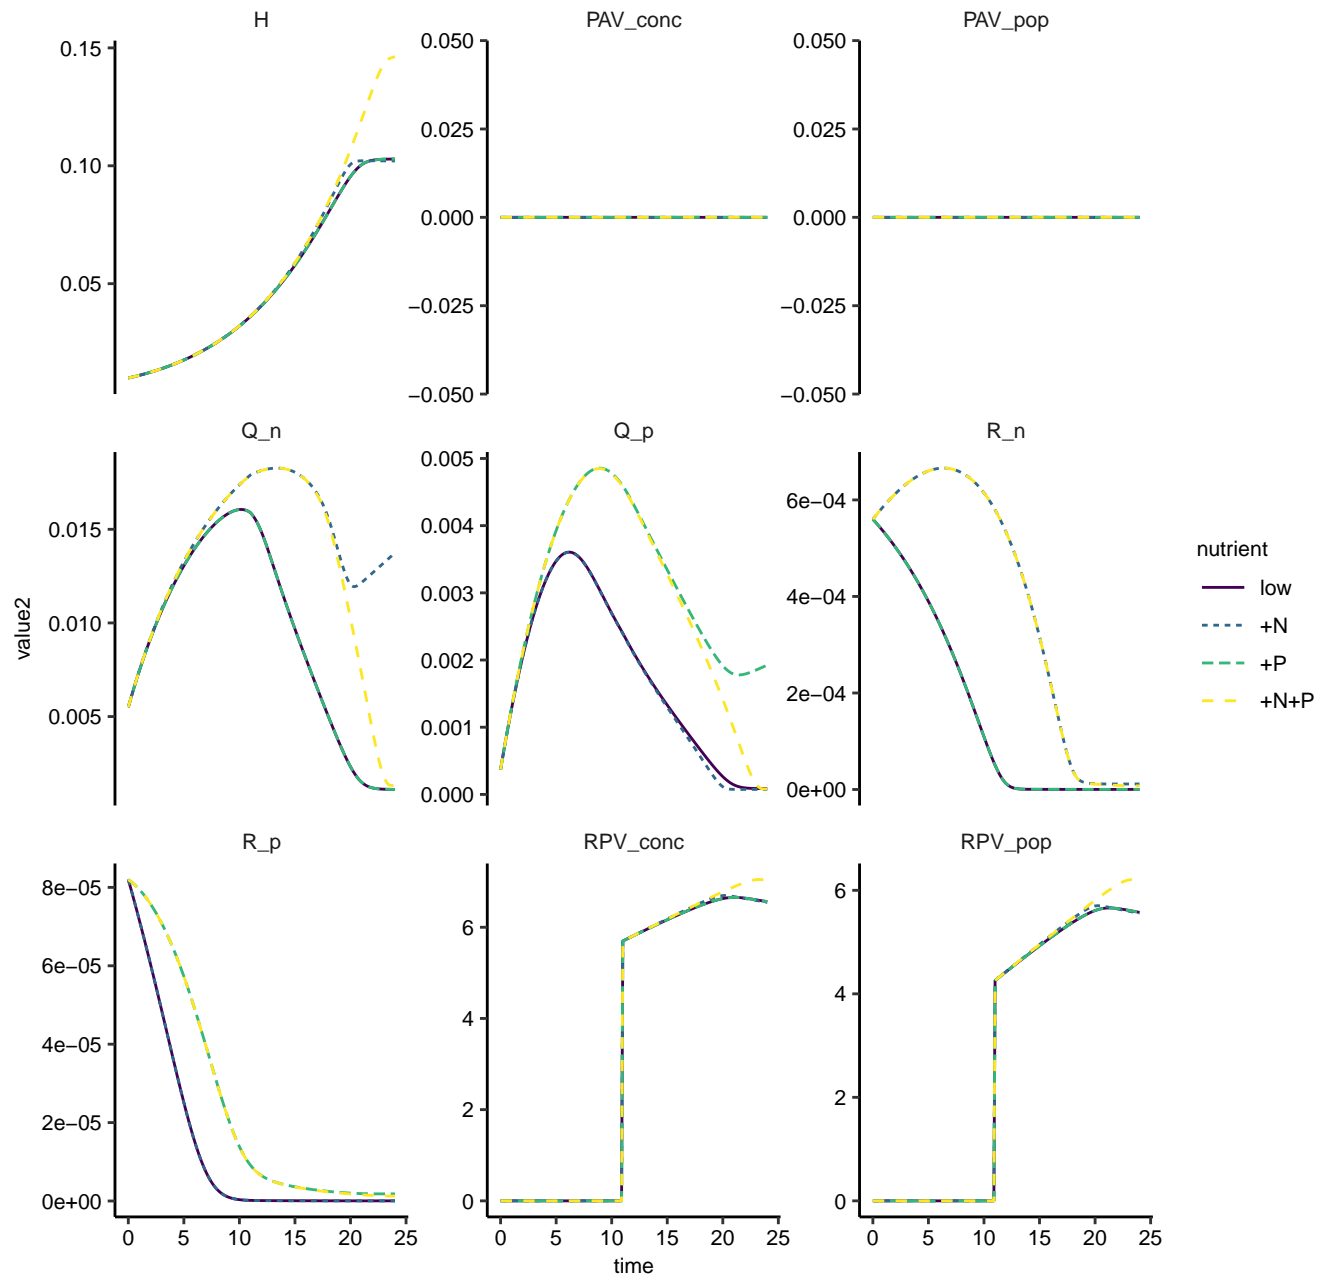 H
PAV_conc
PAV_pop
0.15
0.10
0.05
0.050
0.025
0.000
−0.025
−0.050
0.050
0.025
0.000
−0.025
−0.050
Q_n
Q_p
R_n
0.015
0.010
0.005
0.005
0.004
0.003
0.002
0.001
0.000
6e−04
4e−04
2e−04
0e+00
value2
nutrient
low
+N
+P
+N+P
R_p
RPV_conc
RPV_pop
8e−05
6e−05
4e−05
2e−05
0e+00
6
4
2
0
6
4
2
0
0 5 10 15 20 25
0 5 10 15 20 25
0 5 10 15 20 25
time